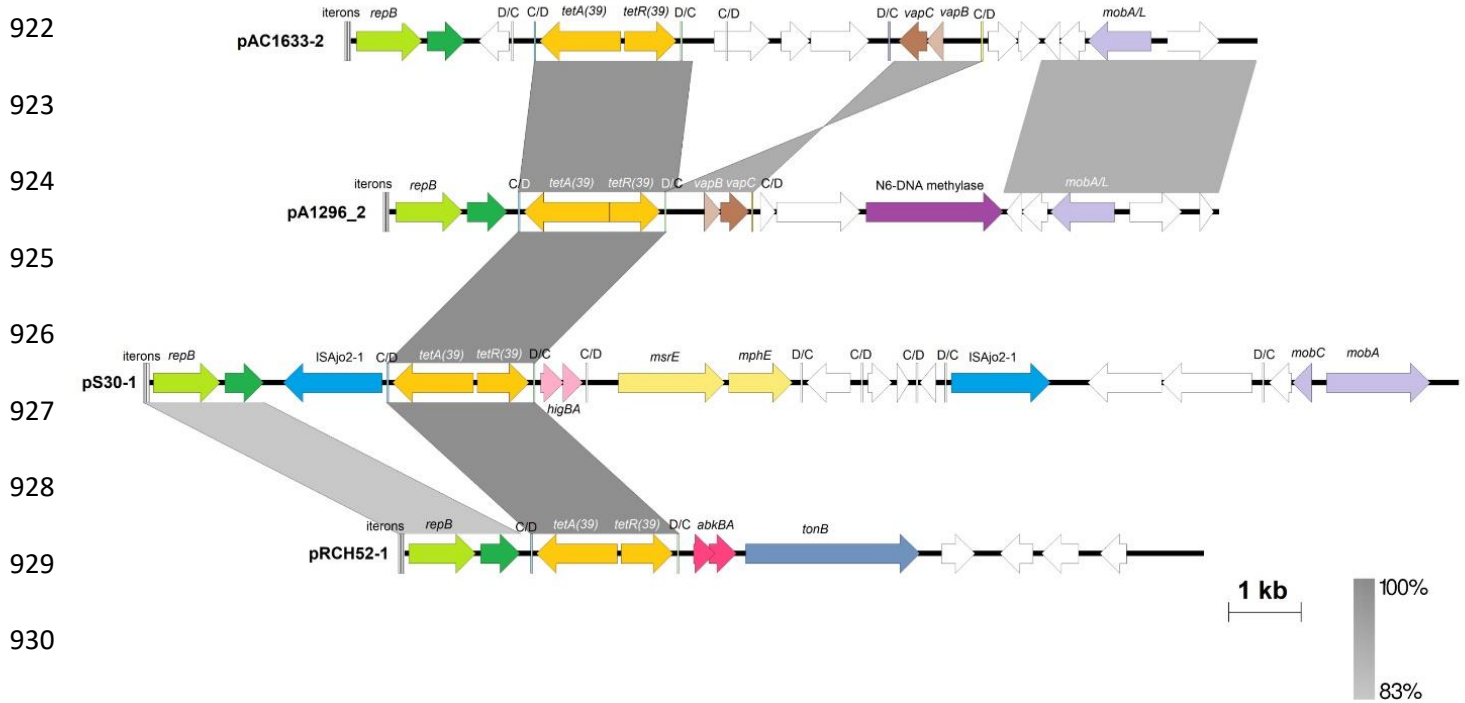 922
iterons repB D/C C/D tetA(39) tetR(39) D/C C/D D/C vapC vapB C/D mobA/L
pAC1633-2
923
924
iterons repB C/D tetA(39) tetR(39) D/C vapB vapC C/D N6-DNA methylase mobA/L
pA1296_2
925
926
iterons repB ISAjo2-1 C/D tetA(39) tetR(39) D/C C/D msrE mphE D/C C/D C/D D/C ISAjo2-1 D/C mobC mobA
pS30-1
927
higBA
928
iterons repB C/D tetA(39) tetR(39) D/C abkBA tonB
pRCH52-1
929
1 kb
100%
930
83%